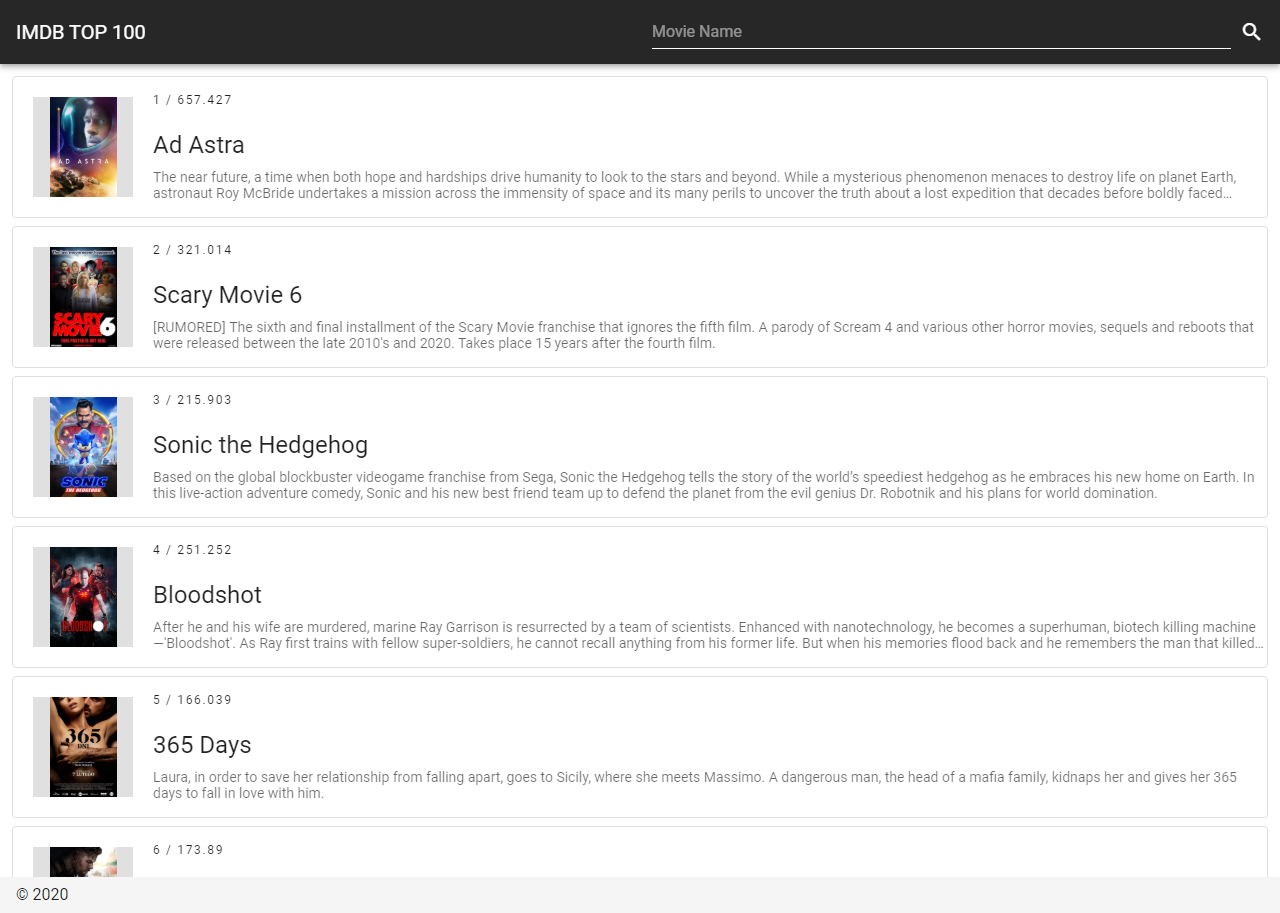 IMDB TOP 100
Movie Name
1 / 657.427
AD ASTRA
Ad Astra
The near future, a time when both hope and hardships drive humanity to look to the stars and beyond. While a mysterious phenomenon menaces to destroy life on planet Earth,
astronaut Roy McBride undertakes a mission across the immensity of space and its many perils to uncover the truth about a lost expedition that decades before boldly faced…
2 / 321.014
SCARY
MOVIE 6
Scary Movie 6
[RUMORED] The sixth and final installment of the Scary Movie franchise that ignores the fifth film. A parody of Scream 4 and various other horror movies, sequels and reboots that
were released between the late 2010's and 2020. Takes place 15 years after the fourth film.
3 / 215.903
SONIC
THE HEDGEHOG
Sonic the Hedgehog
Based on the global blockbuster videogame franchise from Sega, Sonic the Hedgehog tells the story of the world’s speediest hedgehog as he embraces his new home on Earth. In
this live-action adventure comedy, Sonic and his new best friend team up to defend the planet from the evil genius Dr. Robotnik and his plans for world domination.
4 / 251.252
Bloodshot
After he and his wife are murdered, marine Ray Garrison is resurrected by a team of scientists. Enhanced with nanotechnology, he becomes a superhuman, biotech killing machine
—'Bloodshot'. As Ray first trains with fellow super-soldiers, he cannot recall anything from his former life. But when his memories flood back and he remembers the man that killed…
5 / 166.039
365
DNI
7 LUTEGO
365 Days
Laura, in order to save her relationship from falling apart, goes to Sicily, where she meets Massimo. A dangerous man, the head of a mafia family, kidnaps her and gives her 365
days to fall in love with him.
6 / 173.89
© 2020